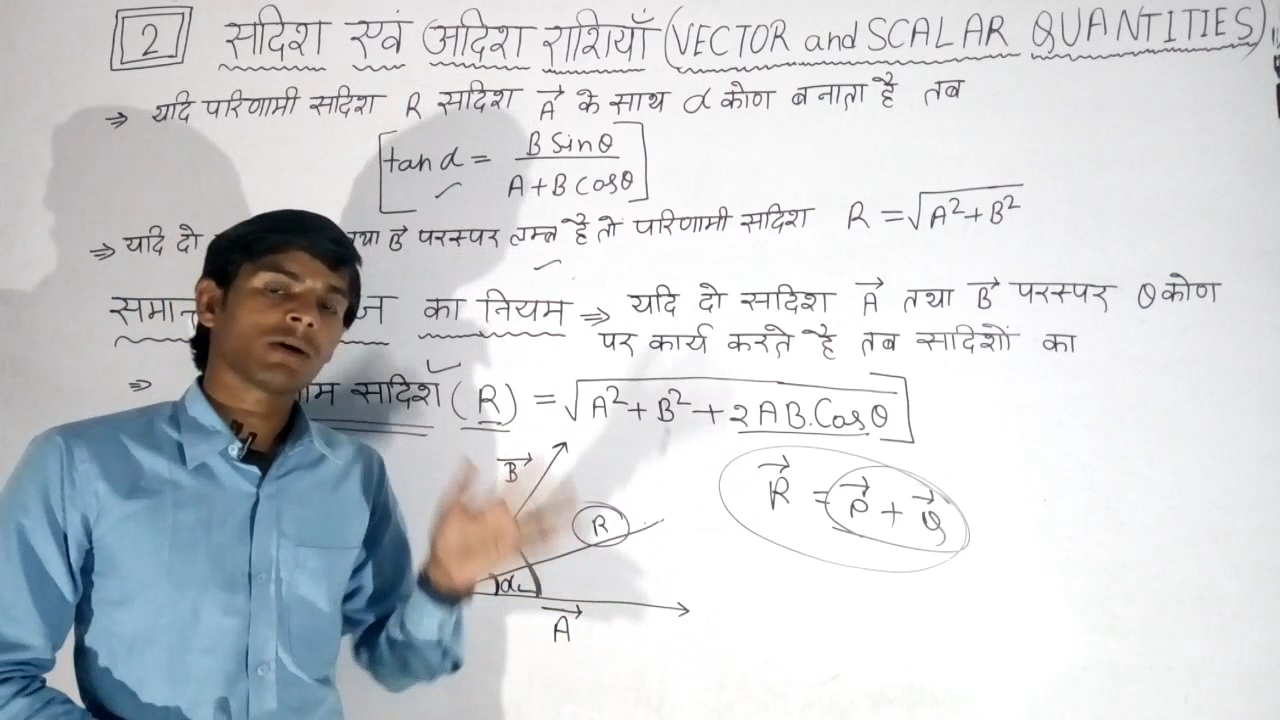 2 सदिश एवं अदिश राशियाँ (VECTOR and SCALAR QUANTITIES)
⇒ यदि परिणामी सदिश R सदिश A⃗ के साथ α कोण बनाता है तब
[tan α = B Sinθ / A + B Cosθ]
⇒ यदि दो तथा B⃗ परस्पर लम्ब है तो परिणामी सदिश R = √A² + B²
का नियम ⇒ यदि दो सदिश A⃗ तथा B⃗ परस्पर θ कोण
पर कार्य करते है तब सदिशों का
⇒ सदिश (R) = √A² + B² + 2AB.Cosθ]
B⃗
R⃗ = P⃗ + Q⃗
R
α
A⃗